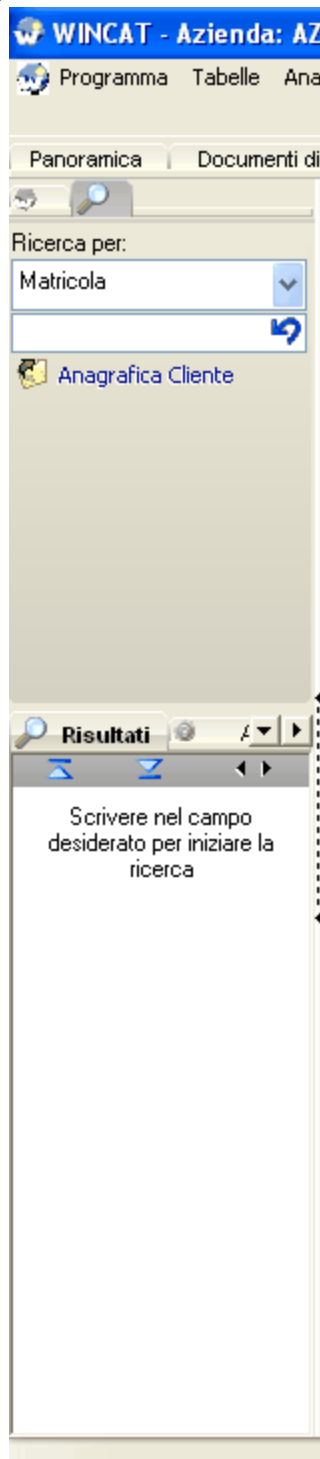 WINCAT - Azienda: AZ
Programma Tabelle Ana
Panoramica Documenti di
Ricerca per:
Matricola
Anagrafica Cliente
Risultati
Scrivere nel campo
desiderato per iniziare la
ricerca